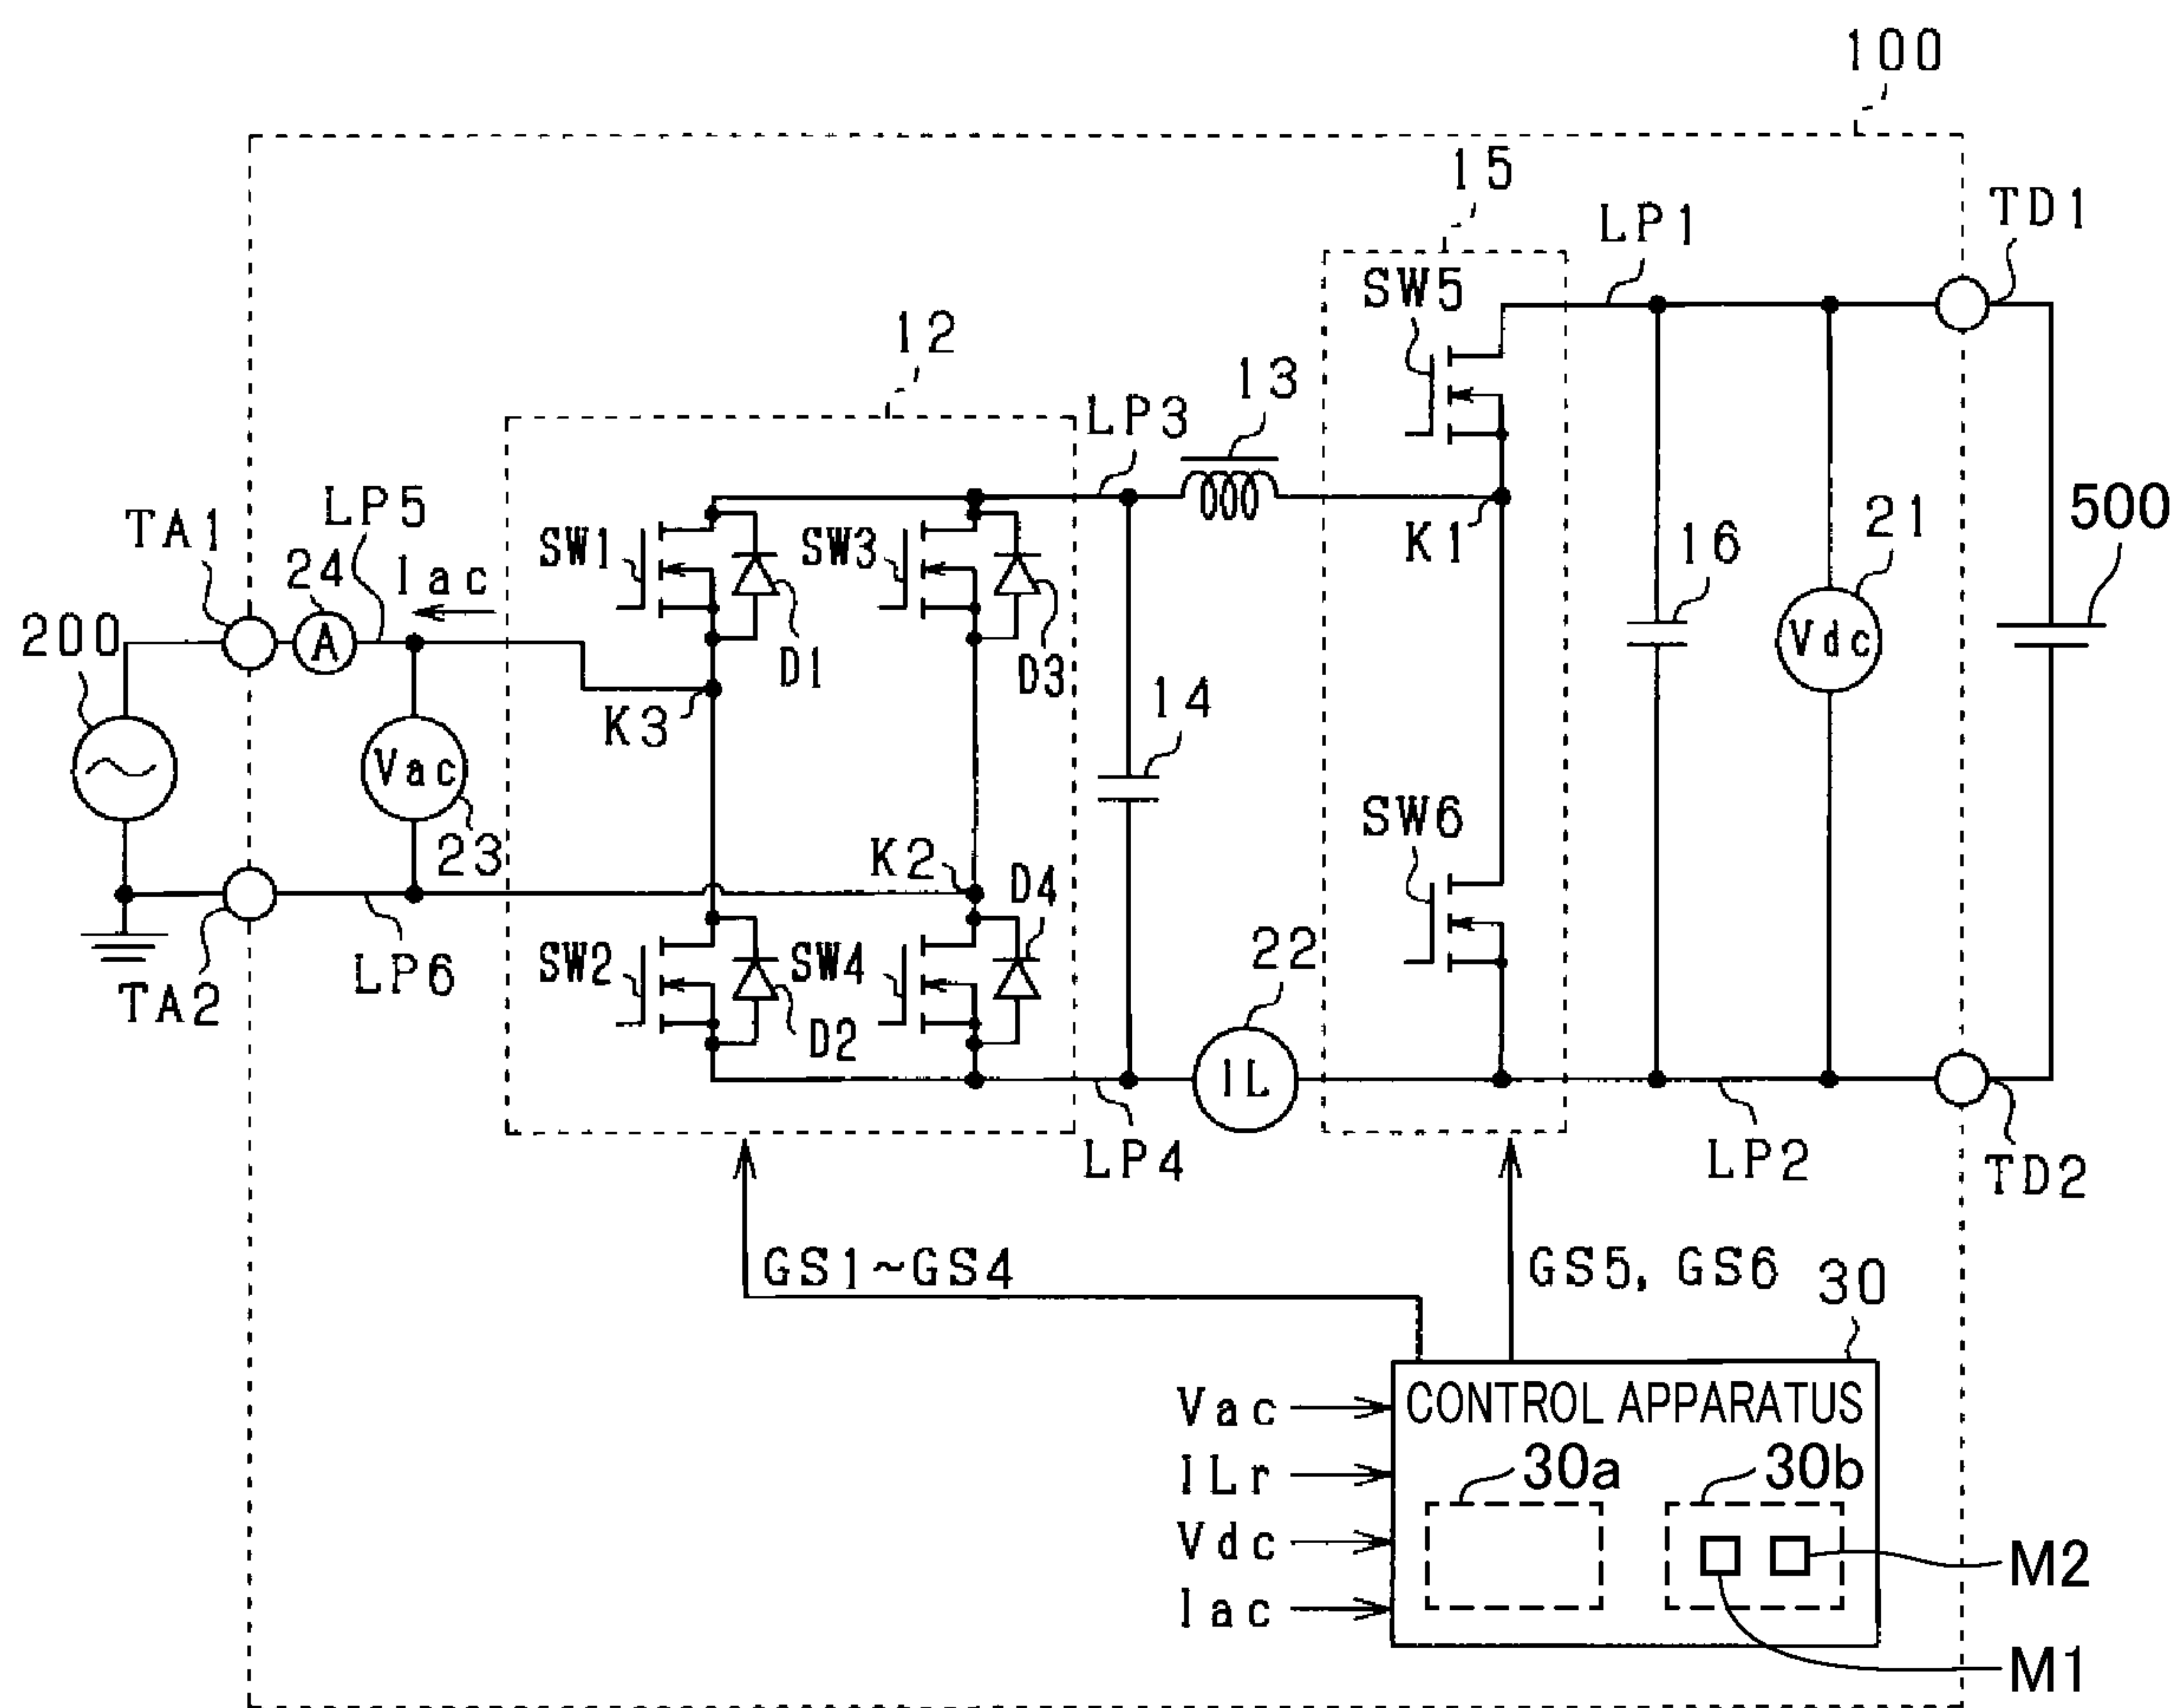 100
15
TD1
LP1
SW5
12
13
LP3
TA1
LP5
24
Iac
A
SW1
SW3
D1
D3
K1
16
21
500
200
Vdc
K3
14
Vac
23
SW6
K2
D4
TA2
LP6
SW2
SW4
D2
22
IL
LP4
LP2
TD2
GS1~GS4
GS5, GS6
30
CONTROL APPARATUS
Vac
ILr
Vdc
Iac
30a
30b
M2
M1